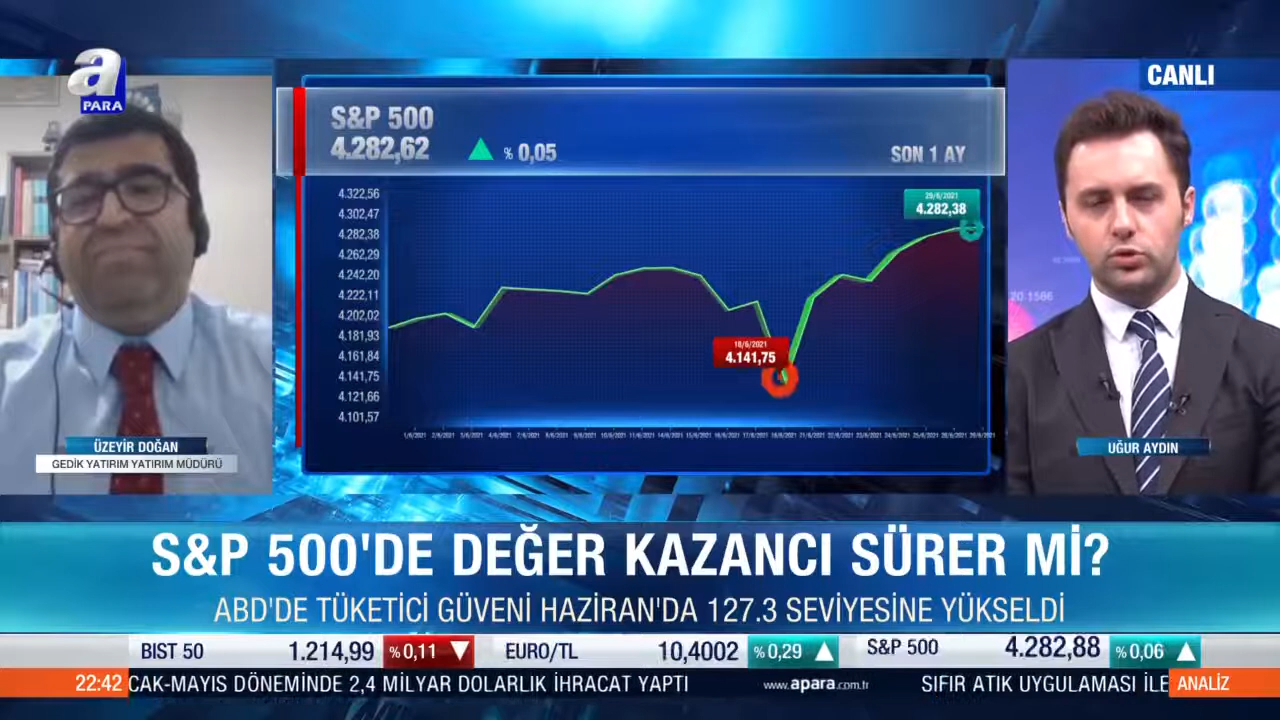 a
PARA
CANLI
S&P 500
4.282,62
% 0,05
SON 1 AY
4.322,56
4.302,47
4.282,38
4.262,29
4.242,20
4.222,11
4.202,02
4.181,93
4.161,84
4.141,75
4.121,66
4.101,57
29/6/2021
4.282,38
18/6/2021
4.141,75
ÜZEYİR DOĞAN
GEDİK YATIRIM YATIRIM MÜDÜRÜ
UĞUR AYDIN
S&P 500'DE DEĞER KAZANCI SÜRER Mİ?
ABD'DE TÜKETİCİ GÜVENİ HAZİRAN'DA 127.3 SEVİYESİNE YÜKSELDİ
BIST 50 1.214,99 % 0,11 EURO/TL 10,4002 % 0,29 S&P 500 4.282,88 % 0,06
22:42 CAK-MAYIS DÖNEMİNDE 2,4 MİLYAR DOLARLIK İHRACAT YAPTI www.apara.com.tr SIFIR ATIK UYGULAMASI İLE ANALİZ